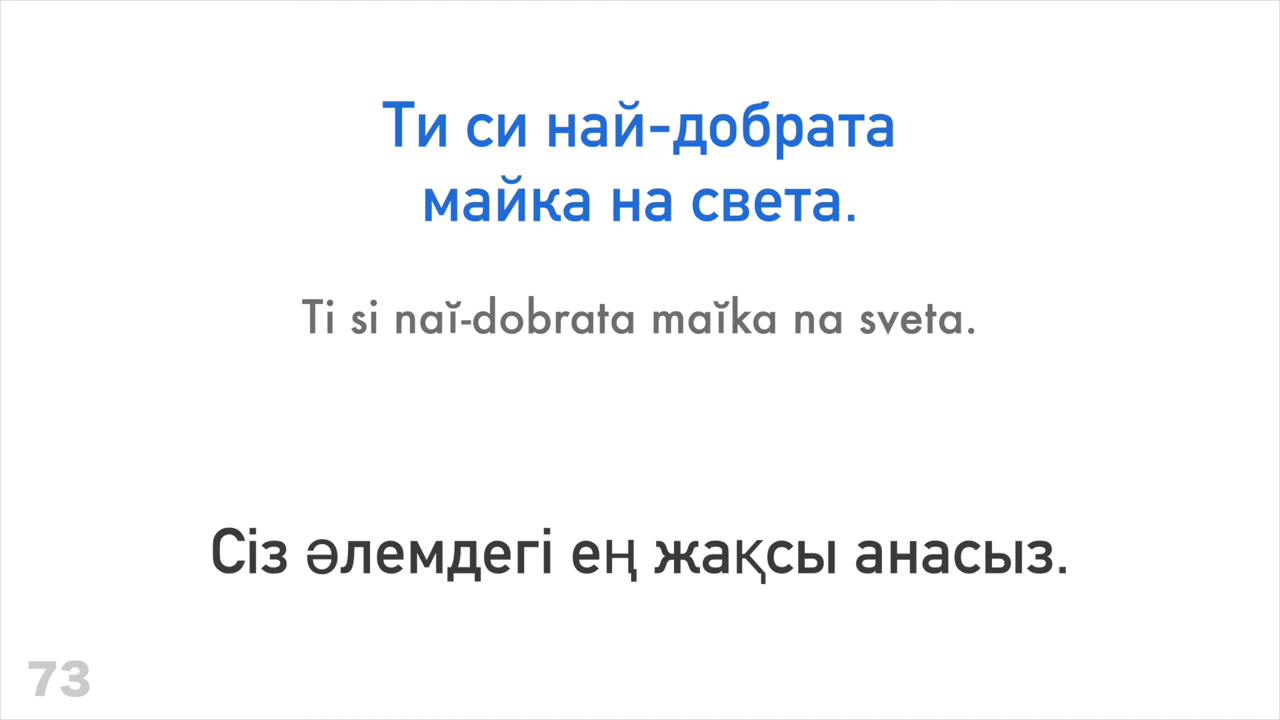 Ти си най-добрата
майка на света.
Ti si naĭ-dobrata maĭka na sveta.
Сіз әлемдегі ең жақсы анасыз.
73